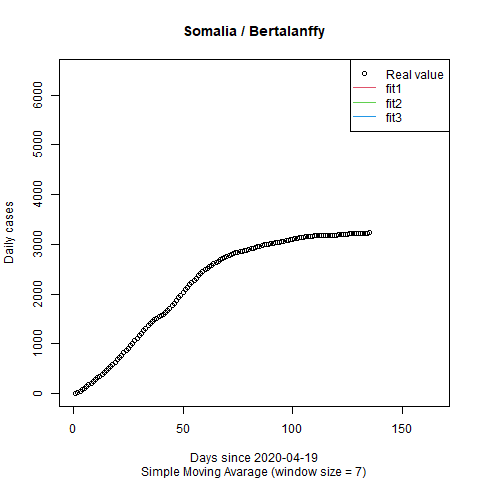 Somalia / Bertalanffy
Real value
fit1
fit2
fit3
Daily cases
6000
5000
4000
3000
2000
1000
0
0
50
100
150
Days since 2020-04-19
Simple Moving Avarage (window size = 7)